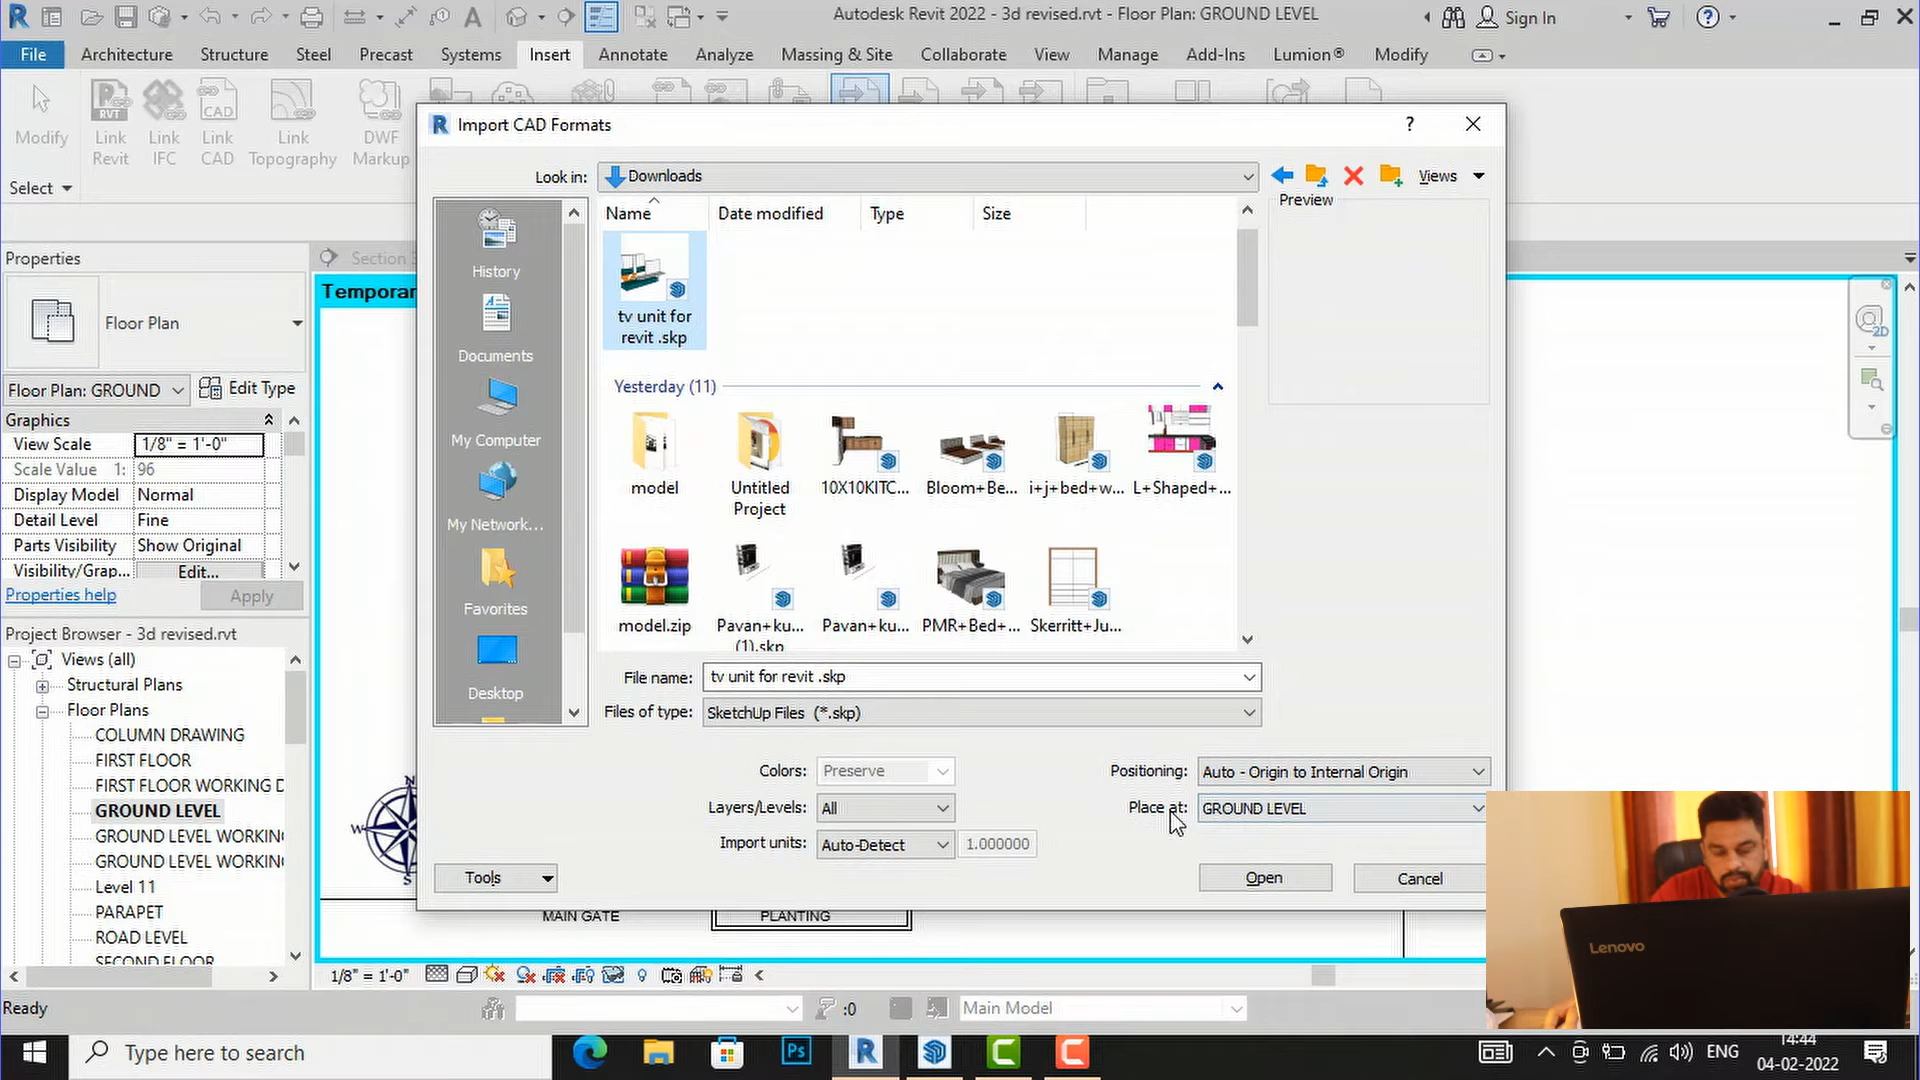 Autodesk Revit 2022 - 3d revised.rvt - Floor Plan: GROUND LEVEL
Sign In
File
Architecture
Structure
Steel
Precast
Systems
Insert
Annotate
Analyze
Massing & Site
Collaborate
View
Manage
Add-Ins
Lumion®
Modify
Modify
Link Revit
Link IFC
Link CAD
Link Topography
DWF Markup
Select
Import CAD Formats
Look in:
Downloads
Views
Preview
Name
Date modified
Type
Size
History
Documents
My Computer
My Network...
Favorites
Desktop
tv unit for
revit .skp
Yesterday (11)
model
Untitled
Project
10X10KITC...
Bloom+Be...
i+j+bed+w...
L+Shaped+...
model.zip
Pavan+ku...
(1).skp
Pavan+ku...
PMR+Bed+...
Skerritt+Ju...
File name:
tv unit for revit .skp
Files of type:
SketchUp Files (*.skp)
Colors:
Preserve
Positioning:
Auto - Origin to Internal Origin
Layers/Levels:
All
Place at:
GROUND LEVEL
Import units:
Auto-Detect
1.000000
Tools
Open
Cancel
Properties
Section
Temporar
Floor Plan
Floor Plan: GROUND
Edit Type
Graphics
View Scale
1/8" = 1'-0"
Scale Value 1:
96
Display Model
Normal
Detail Level
Fine
Parts Visibility
Show Original
Visibility/Grap...
Edit...
Properties help
Apply
Project Browser - 3d revised.rvt
Views (all)
Structural Plans
Floor Plans
COLUMN DRAWING
FIRST FLOOR
FIRST FLOOR WORKING D
GROUND LEVEL
GROUND LEVEL WORKING
GROUND LEVEL WORKING
Level 11
PARAPET
ROAD LEVEL
SECOND FLOOR
N
W
S
MAIN GATE
PLANTING
1/8" = 1'-0"
Ready
:0
Main Model
Lenovo
Type here to search
Ps
ENG
14:44
04-02-2022